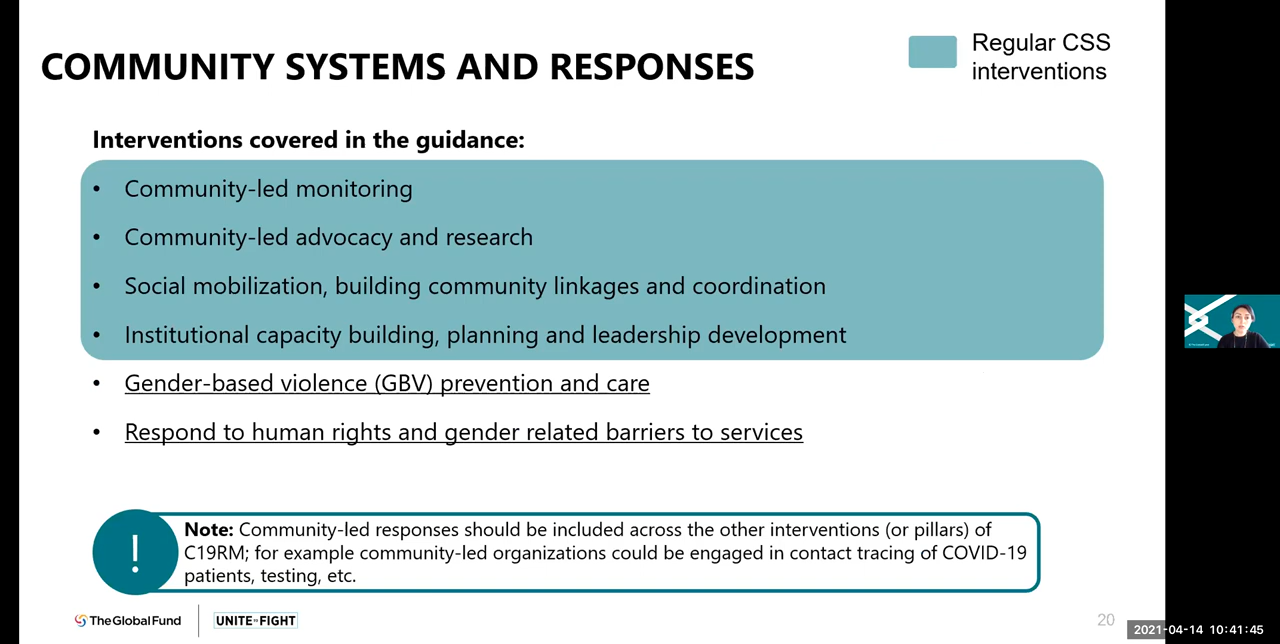 COMMUNITY SYSTEMS AND RESPONSES
Regular CSS
interventions
Interventions covered in the guidance:
• Community-led monitoring
• Community-led advocacy and research
• Social mobilization, building community linkages and coordination
• Institutional capacity building, planning and leadership development
• Gender-based violence (GBV) prevention and care
• Respond to human rights and gender related barriers to services
!
Note: Community-led responses should be included across the other interventions (or pillars) of
C19RM; for example community-led organizations could be engaged in contact tracing of COVID-19
patients, testing, etc.
The Global Fund
UNITE TO FIGHT
20
2021-04-14 10:41:45